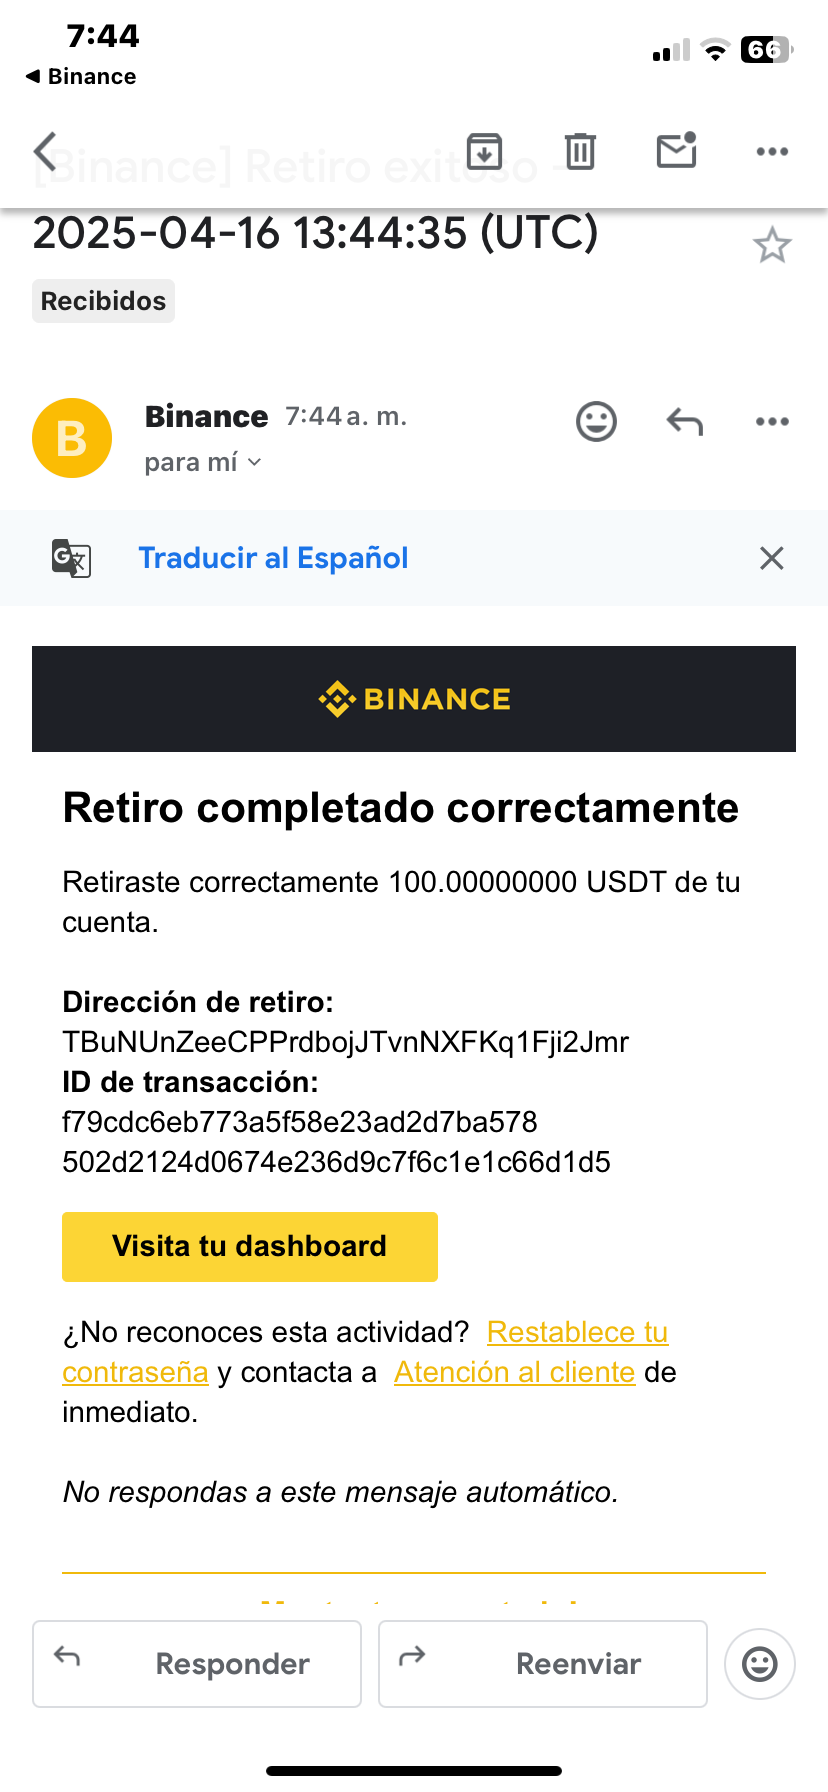 7:44
66
◀ Binance
[Binance] Retiro exitoso -
2025-04-16 13:44:35 (UTC)
Recibidos
B
Binance 7:44 a. m.
para mí
Traducir al Español
BINANCE
Retiro completado correctamente
Retiraste correctamente 100.00000000 USDT de tu
cuenta.
Dirección de retiro:
TBuNUnZeeCPPrdbojJTvnNXFKq1Fji2Jmr
ID de transacción:
f79cdc6eb773a5f58e23ad2d7ba578
502d2124d0674e236d9c7f6c1e1c66d1d5
Visita tu dashboard
¿No reconoces esta actividad? Restablece tu
contraseña y contacta a Atención al cliente de
inmediato.
No respondas a este mensaje automático.
Responder
Reenviar